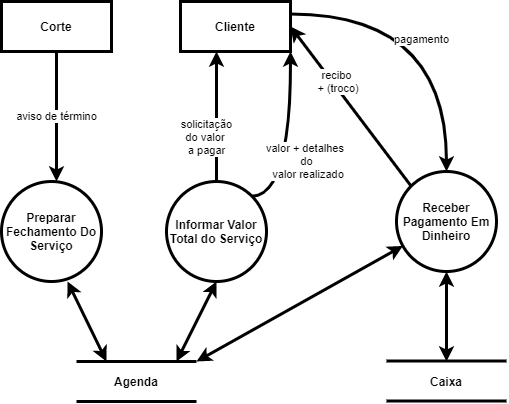 Corte
Cliente
pagamento
recibo
+ (troco)
aviso de término
solicitação
do valor
a pagar
valor + detalhes
do
valor realizado
Preparar
Fechamento Do
Serviço
Informar Valor
Total do Serviço
Receber
Pagamento Em
Dinheiro
Agenda
Caixa